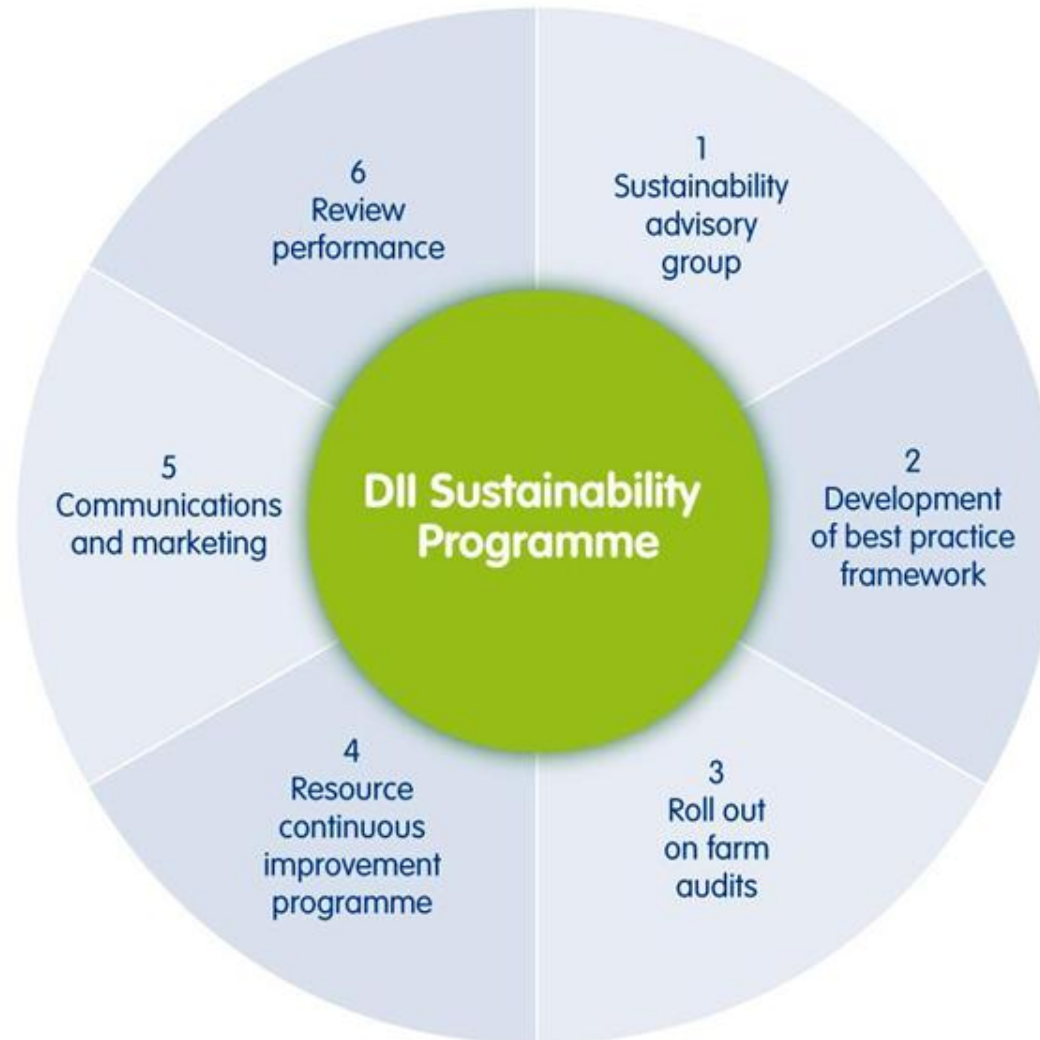 DII Sustainability
Programme
1
Sustainability
advisory
group
2
Development
of best practice
framework
3
Roll out
on farm
audits
4
Resource
continuous
improvement
programme
5
Communications
and marketing
6
Review
performance